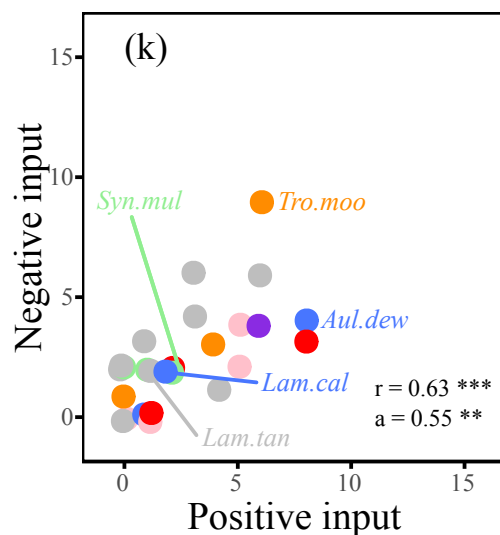 (k)
15
Syn.mul
Tro.moo
10
Negative input
Aul.dew
5
Lam.cal
r = 0.63 ***
a = 0.55 **
Lam.tan
0
0 5 10 15
Positive input